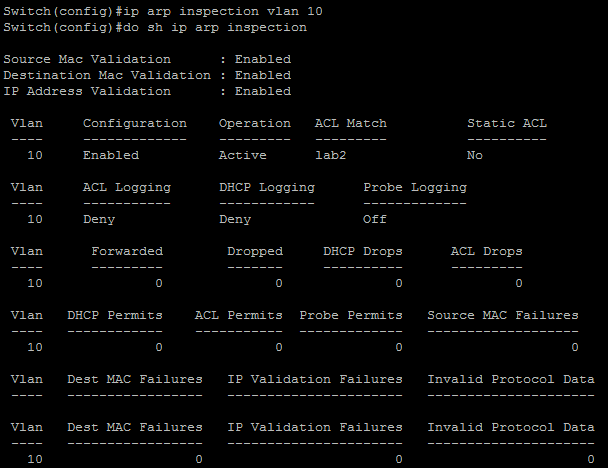 Switch(config)#ip arp inspection vlan 10
Switch(config)#do sh ip arp inspection
Source Mac Validation      : Enabled
Destination Mac Validation : Enabled
IP Address Validation      : Enabled
 Vlan     Configuration    Operation   ACL Match          Static ACL
 ----     -------------    ---------   ---------          ----------
   10     Enabled          Active      lab2               No
 Vlan     ACL Logging      DHCP Logging      Probe Logging
 ----     -----------      ------------      -------------
   10     Deny             Deny              Off
 Vlan      Forwarded        Dropped     DHCP Drops      ACL Drops
 ----      ---------        -------     ----------      ---------
   10              0              0              0              0
 Vlan   DHCP Permits    ACL Permits  Probe Permits   Source MAC Failures
 ----   ------------    -----------  -------------   -------------------
   10              0              0              0                     0
 Vlan   Dest MAC Failures   IP Validation Failures   Invalid Protocol Data
 ----   -----------------   ----------------------   ---------------------
 Vlan   Dest MAC Failures   IP Validation Failures   Invalid Protocol Data
 ----   -----------------   ----------------------   ---------------------
   10                   0                        0                       0